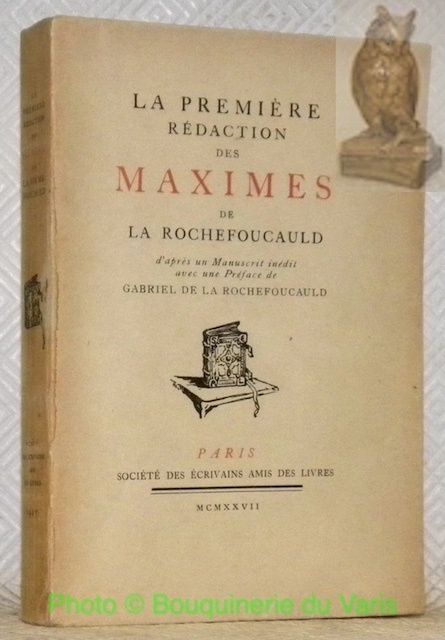 LA PREMIÈRE
RÉDACTION
DES
MAXIMES
DE
LA ROCHEFOUCAULD
d'après un Manuscrit inédit
avec une Préface de
GABRIEL DE LA ROCHEFOUCAULD
PARIS
SOCIÉTÉ DES ÉCRIVAINS AMIS DES LIVRES
MCMXXVII
Photo © Bouquinerie du Varis